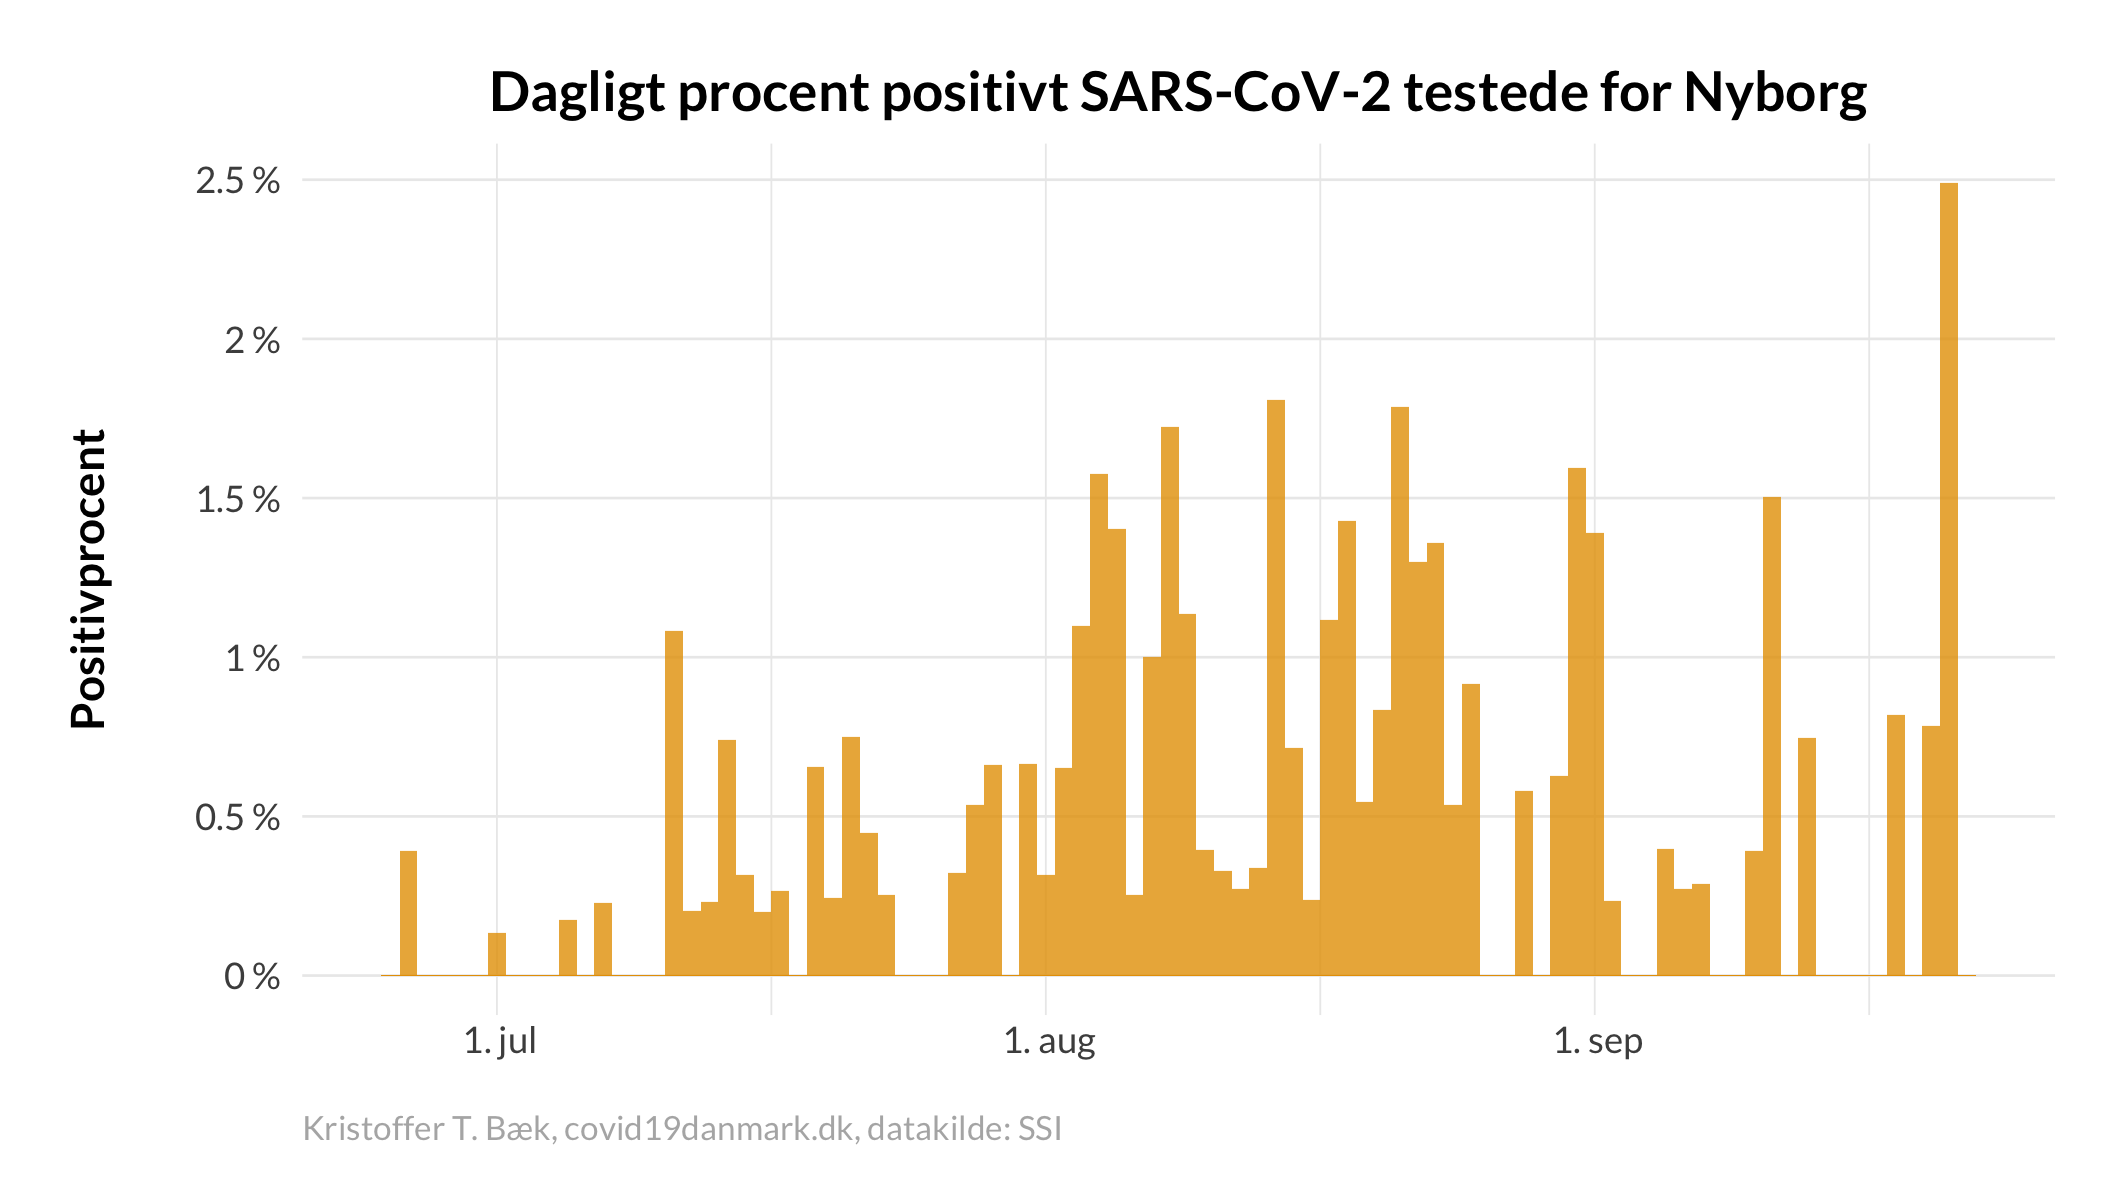 Dagligt procent positivt SARS-CoV-2 testede for Nyborg
Positivprocent
2.5 %
2 %
1.5 %
1 %
0.5 %
0 %
1. jul
1. aug
1. sep
Kristoffer T. Bæk, covid19danmark.dk, datakilde: SSI